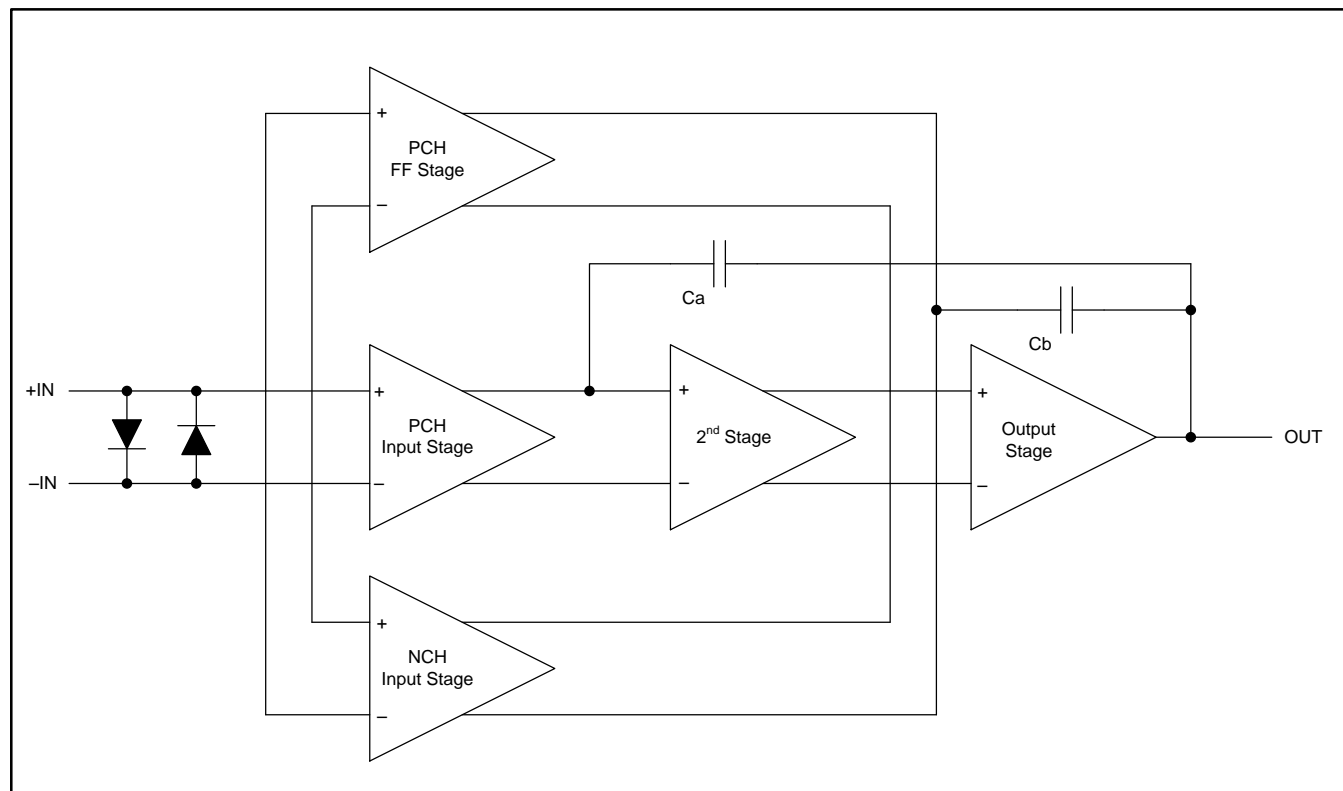 +
PCH
FF Stage
–
Ca
Cb
+IN
+
PCH
Input Stage
–
+
2nd Stage
–
+
Output
Stage
–
OUT
–IN
+
NCH
Input Stage
–